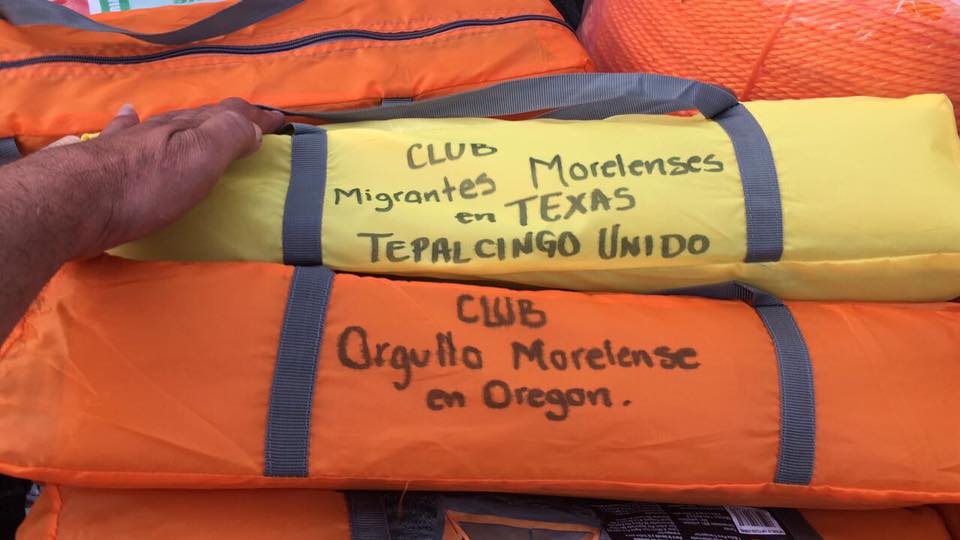 CLUB
Migrantes Morelenses
en TEXAS
TEPALCINGO UNIDO
CLUB
Orgullo Morelense
en Oregon.